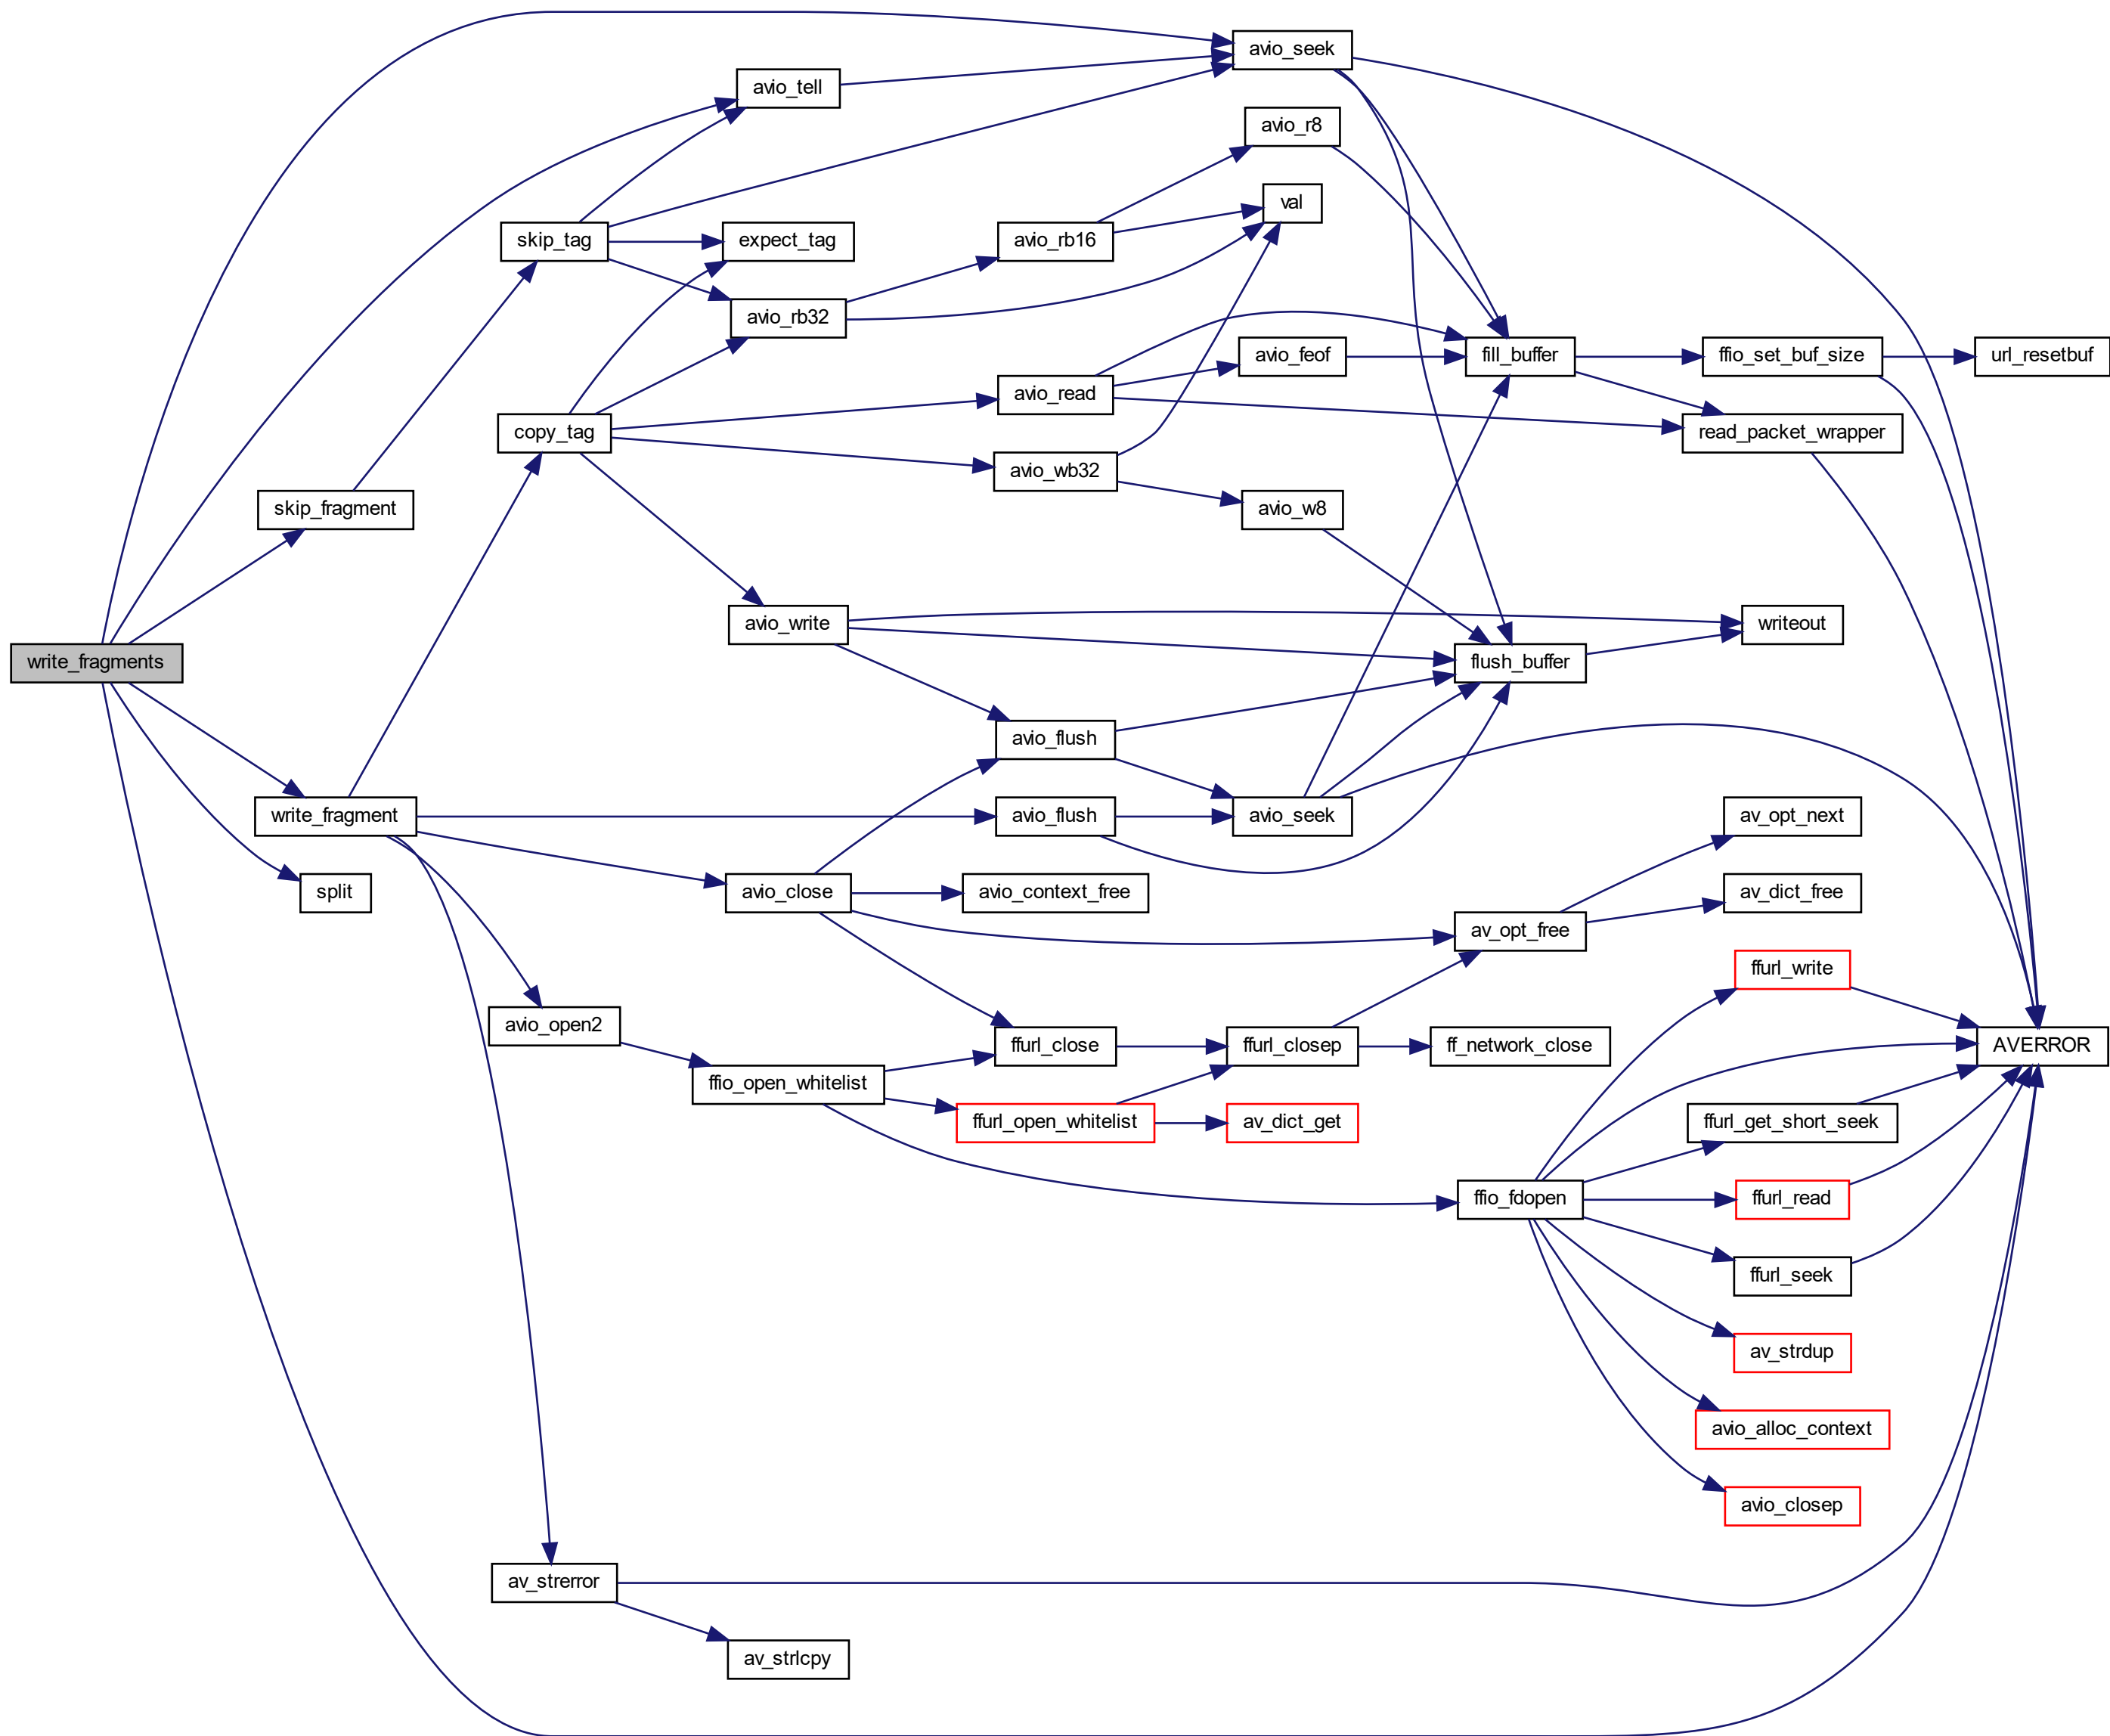 write_fragments
skip_fragment
write_fragment
split
skip_tag
copy_tag
avio_open2
av_strerror
avio_tell
expect_tag
avio_rb32
avio_write
avio_close
ffio_open_whitelist
av_strlcpy
avio_rb16
avio_read
avio_wb32
avio_flush
avio_flush
avio_context_free
ffurl_close
ffurl_open_whitelist
avio_seek
avio_r8
val
avio_feof
avio_w8
avio_seek
ffurl_closep
av_dict_get
fill_buffer
flush_buffer
av_opt_free
ff_network_close
ffio_fdopen
ffio_set_buf_size
read_packet_wrapper
writeout
av_opt_next
av_dict_free
ffurl_write
ffurl_get_short_seek
ffurl_read
ffurl_seek
av_strdup
avio_alloc_context
avio_closep
url_resetbuf
AVERROR